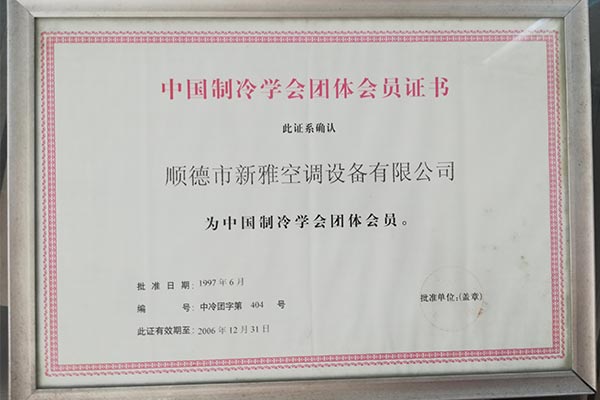 中国制冷学会团体会员证书
此证系确认
顺德市新雅空调设备有限公司
为中国制冷学会团体会员。
批准日期：1997年6月
编号：中冷团字第 404 号
批准单位：(盖章)
此证有效期至：2006年12月31日